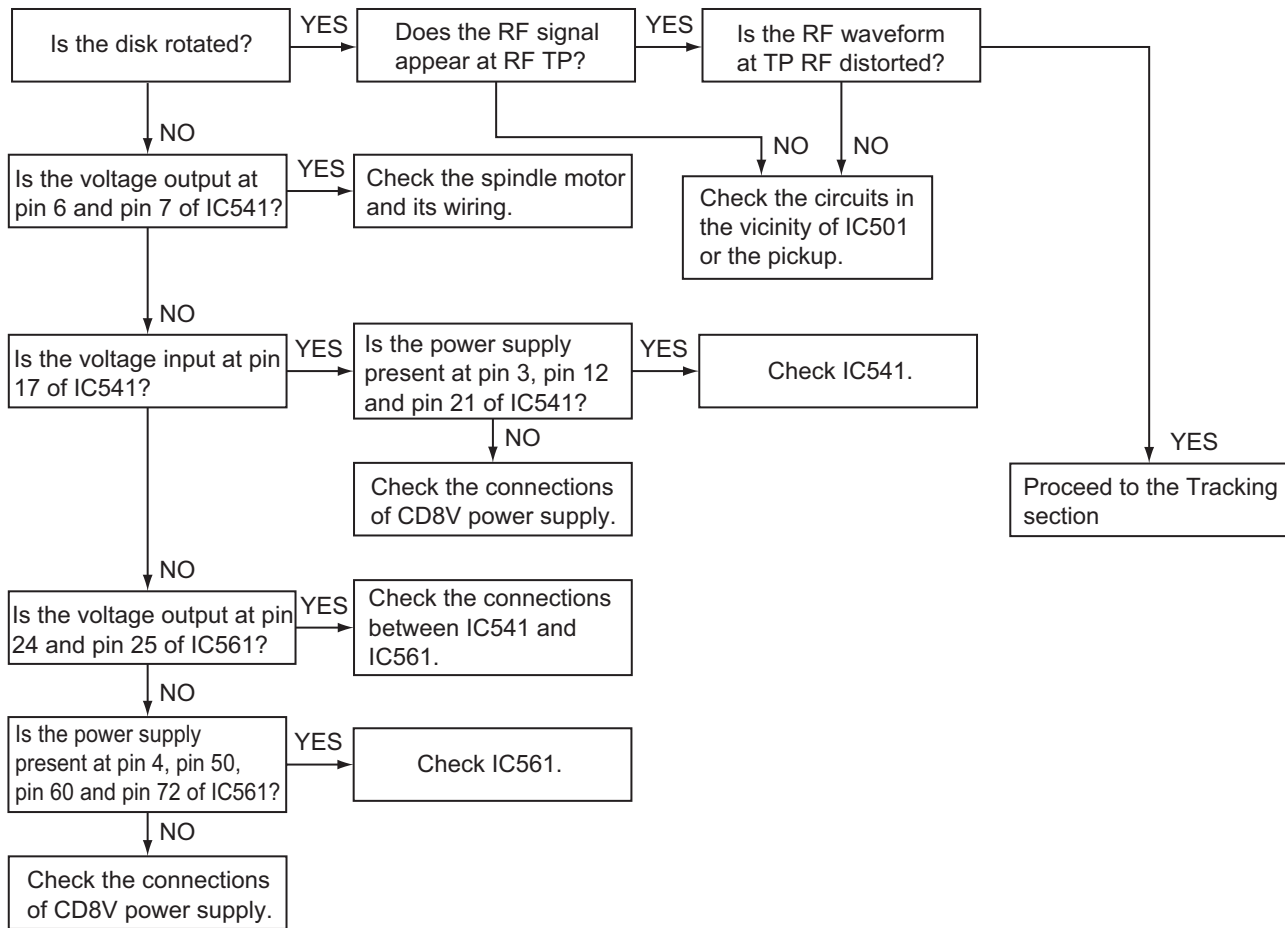 Is the disk rotated?
YES
Does the RF signal
appear at RF TP?
YES
Is the RF waveform
at TP RF distorted?
NO
NO
NO
Is the voltage output at
pin 6 and pin 7 of IC541?
YES
Check the spindle motor
and its wiring.
Check the circuits in
the vicinity of IC501
or the pickup.
NO
Is the voltage input at pin
17 of IC541?
YES
Is the power supply
present at pin 3, pin 12
and pin 21 of IC541?
YES
Check IC541.
NO
YES
Check the connections
of CD8V power supply.
Proceed to the Tracking
section
NO
Is the voltage output at pin
24 and pin 25 of IC561?
YES
Check the connections
between IC541 and
IC561.
NO
Is the power supply
present at pin 4, pin 50,
pin 60 and pin 72 of IC561?
YES
Check IC561.
NO
Check the connections
of CD8V power supply.